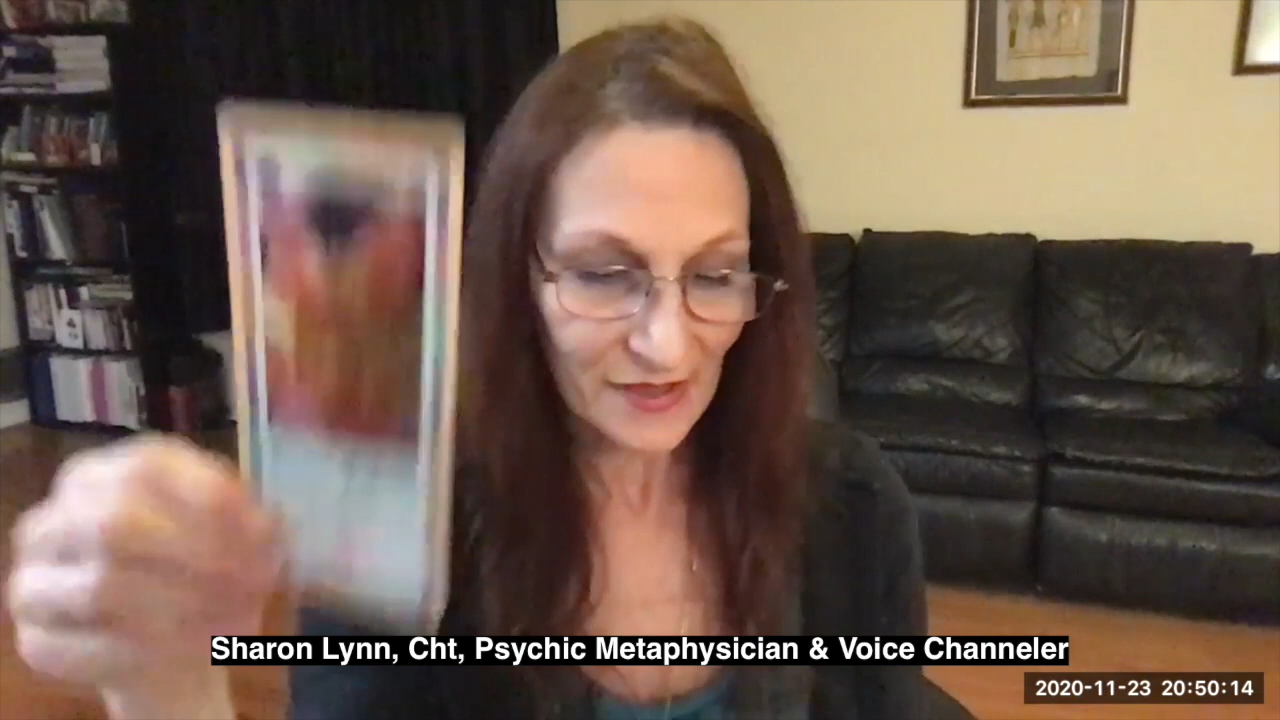 Sharon Lynn, Cht, Psychic Metaphysician & Voice Channeler
2020-11-23 20:50:14